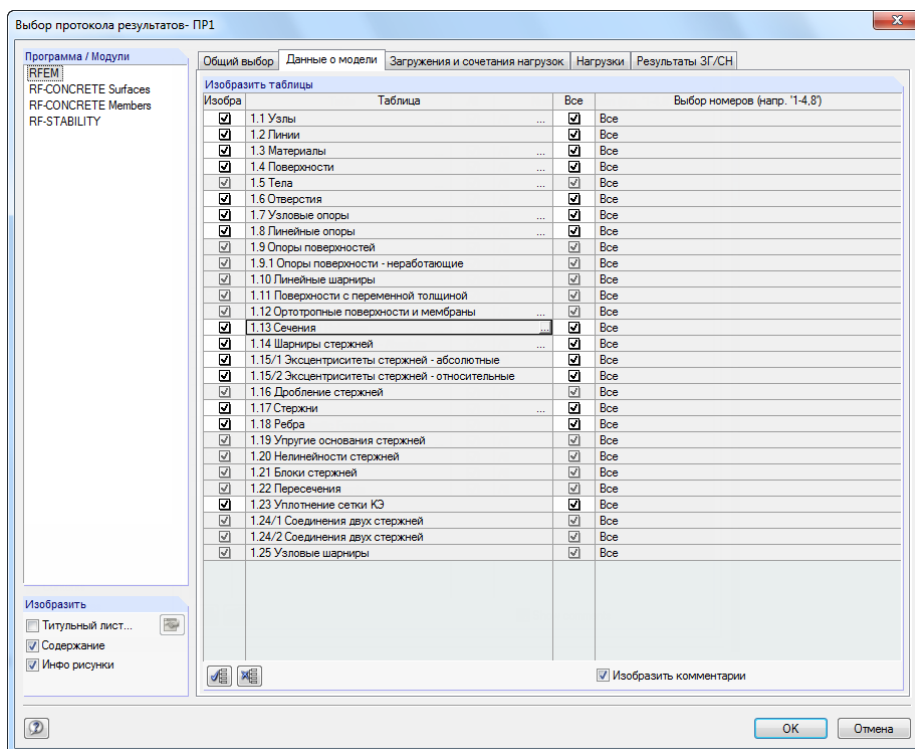 Выбор протокола результатов- ПР1
Программа / Модули
RFEM
RF-CONCRETE Surfaces
RF-CONCRETE Members
RF-STABILITY
Общий выбор Данные о модели Загружения и сочетания нагрузок Нагрузки Результаты ЗГ/СН
Изобразить таблицы
Изобра Таблица Все Выбор номеров (напр. '1-4,8')
1.1 Узлы ... Все
1.2 Линии Все
1.3 Материалы ... Все
1.4 Поверхности ... Все
1.5 Тела ... Все
1.6 Отверстия Все
1.7 Узловые опоры ... Все
1.8 Линейные опоры ... Все
1.9 Опоры поверхностей Все
1.9.1 Опоры поверхности - неработающие Все
1.10 Линейные шарниры Все
1.11 Поверхности с переменной толщиной Все
1.12 Ортотропные поверхности и мембраны ... Все
1.13 Сечения ... Все
1.14 Шарниры стержней ... Все
1.15/1 Эксцентриситеты стержней - абсолютные Все
1.15/2 Эксцентриситеты стержней - относительные Все
1.16 Дробление стержней Все
1.17 Стержни ... Все
1.18 Ребра Все
1.19 Упругие основания стержней Все
1.20 Нелинейности стержней Все
1.21 Блоки стержней Все
1.22 Пересечения Все
1.23 Уплотнение сетки КЭ Все
1.24/1 Соединения двух стержней Все
1.24/2 Соединения двух стержней Все
1.25 Узловые шарниры Все
Изобразить
Титульный лист...
Содержание
Инфо рисунки
Изобразить комментарии
OK Отмена